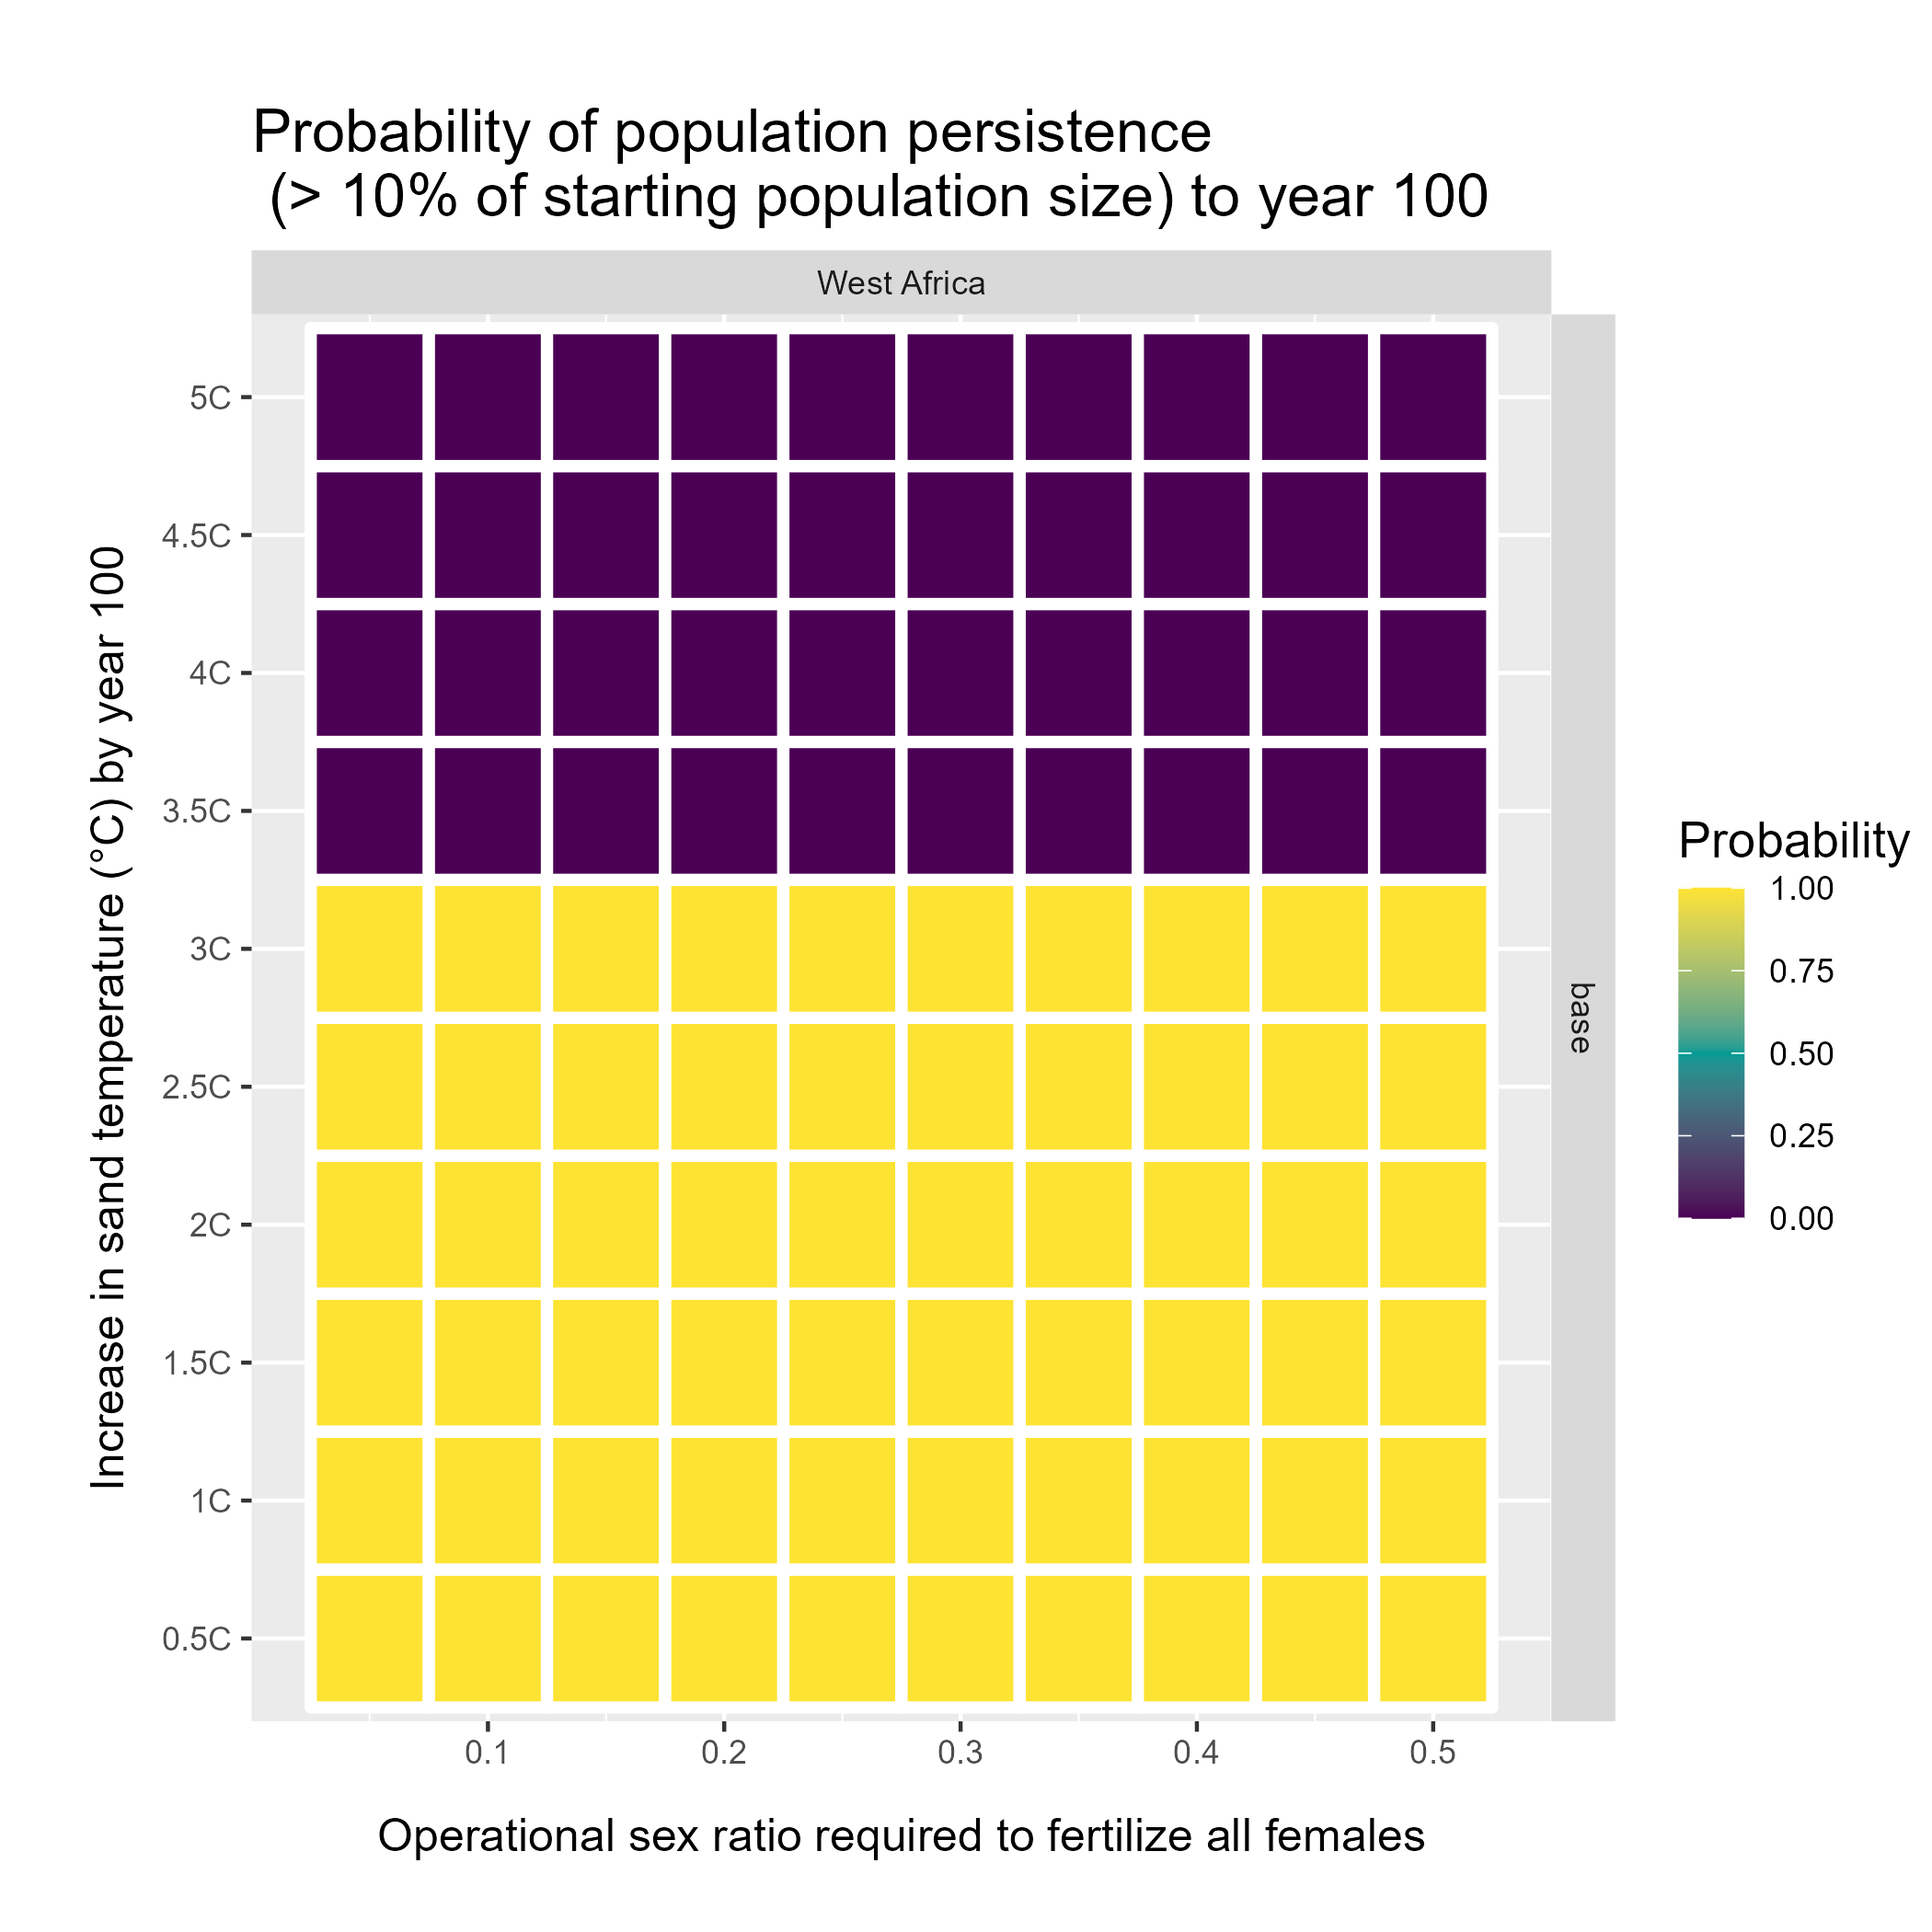 Probability of population persistence
(> 10% of starting population size) to year 100
West Africa
Increase in sand temperature (°C) by year 100
5C
4.5C
4C
3.5C
3C
2.5C
2C
1.5C
1C
0.5C
base
Probability
1.00
0.75
0.50
0.25
0.00
0.1
0.2
0.3
0.4
0.5
Operational sex ratio required to fertilize all females